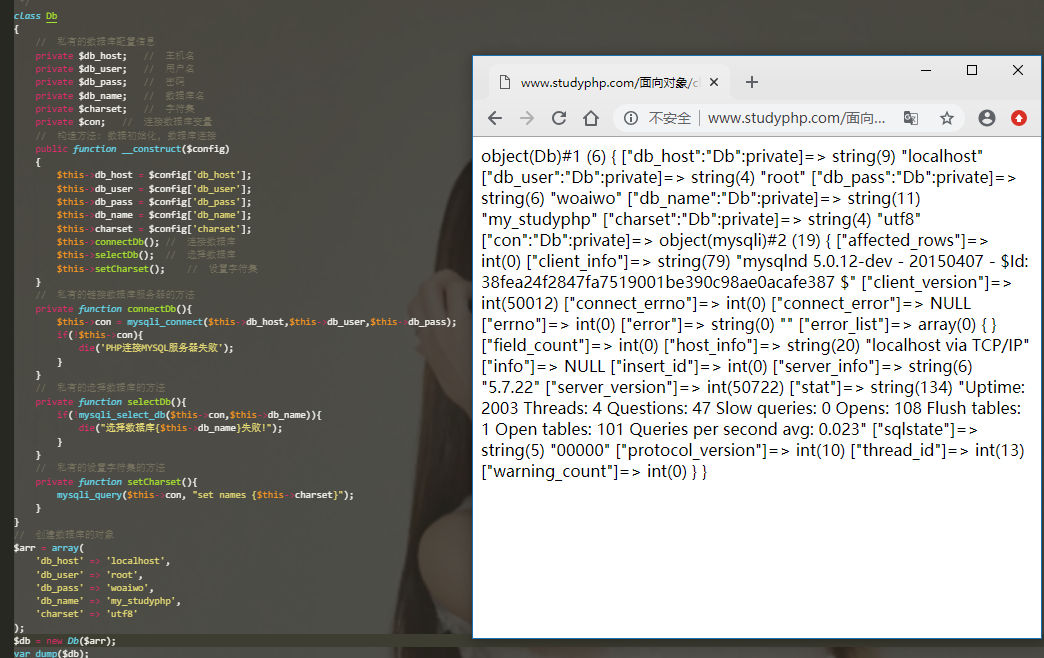 */
class Db
{
// 私有的数据库配置信息
private $db_host; // 主机名
private $db_user; // 用户名
private $db_pass; // 密码
private $db_name; // 数据库名
private $charset; // 字符集
private $con; // 连接数据库变量
// 构造方法：数据初始化，数据库连接
public function __construct($config)
{
$this->db_host = $config['db_host'];
$this->db_user = $config['db_user'];
$this->db_pass = $config['db_pass'];
$this->db_name = $config['db_name'];
$this->charset = $config['charset'];
$this->connectDb(); // 连接数据库
$this->selectDb(); // 选择数据库
$this->setCharset(); // 设置字符集
}
// 私有的链接数据库服务器的方法
private function connectDb(){
$this->con = mysqli_connect($this->db_host,$this->db_user,$this->db_pass);
if(!$this->con){
die('PHP连接MYSQL服务器失败');
}
}
// 私有的选择数据库的方法
private function selectDb(){
if(!mysqli_select_db($this->con,$this->db_name)){
die("选择数据库{$this->db_name}失败!");
}
}
// 私有的设置字符集的方法
private function setCharset(){
mysqli_query($this->con, "set names {$this->charset}");
}
}
// 创建数据库的对象
$arr = array(
'db_host' => 'localhost',
'db_user' => 'root',
'db_pass' => 'woaiwo',
'db_name' => 'my_studyphp',
'charset' => 'utf8'
);
$db = new Db($arr);
var_dump($db);
www.studyphp.com/面向对象/c
不安全 | www.studyphp.com/面向...
object(Db)#1 (6) { ["db_host":"Db":private]=> string(9) "localhost"
["db_user":"Db":private]=> string(4) "root" ["db_pass":"Db":private]=>
string(6) "woaiwo" ["db_name":"Db":private]=> string(11)
"my_studyphp" ["charset":"Db":private]=> string(4) "utf8"
["con":"Db":private]=> object(mysqli)#2 (19) { ["affected_rows"]=>
int(0) ["client_info"]=> string(79) "mysqlnd 5.0.12-dev - 20150407 - $Id:
38fea24f2847fa7519001be390c98ae0acafe387 $" ["client_version"]=>
int(50012) ["connect_errno"]=> int(0) ["connect_error"]=> NULL
["errno"]=> int(0) ["error"]=> string(0) "" ["error_list"]=> array(0) { }
["field_count"]=> int(0) ["host_info"]=> string(20) "localhost via TCP/IP"
["info"]=> NULL ["insert_id"]=> int(0) ["server_info"]=> string(6)
"5.7.22" ["server_version"]=> int(50722) ["stat"]=> string(134) "Uptime:
2003 Threads: 4 Questions: 47 Slow queries: 0 Opens: 108 Flush tables:
1 Open tables: 101 Queries per second avg: 0.023" ["sqlstate"]=>
string(5) "00000" ["protocol_version"]=> int(10) ["thread_id"]=> int(13)
["warning_count"]=> int(0) } }